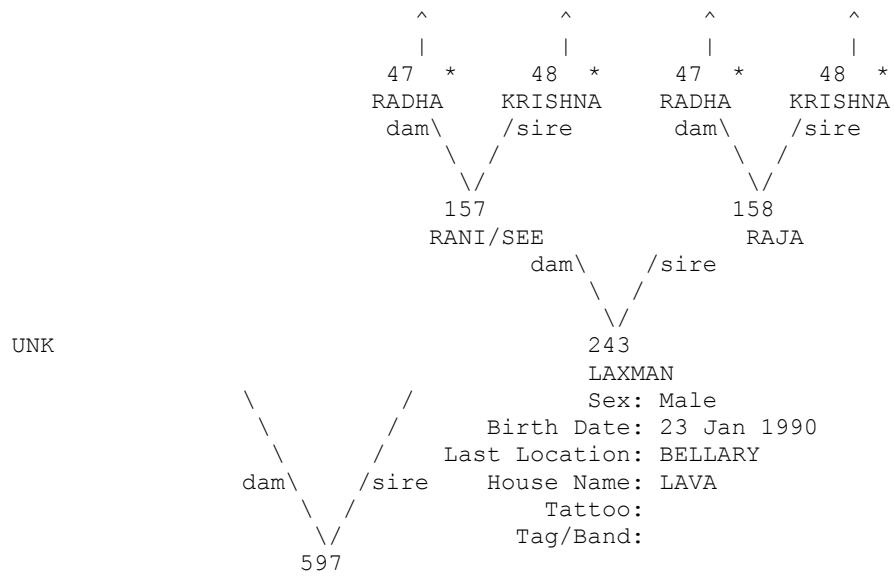 ^ ^ ^ ^
| | | |
47 * 48 * 47 * 48 *
RADHA KRISHNA RADHA KRISHNA
dam\ /sire dam\ /sire
\ / \ /
\/ \/
157 158
RANI/SEE RAJA
dam\ /sire
\ /
\/
UNK 243
LAXMAN
\ / Sex: Male
\ / Birth Date: 23 Jan 1990
\ / Last Location: BELLARY
dam\ /sire House Name: LAVA
\ / Tattoo:
\/ Tag/Band:
597